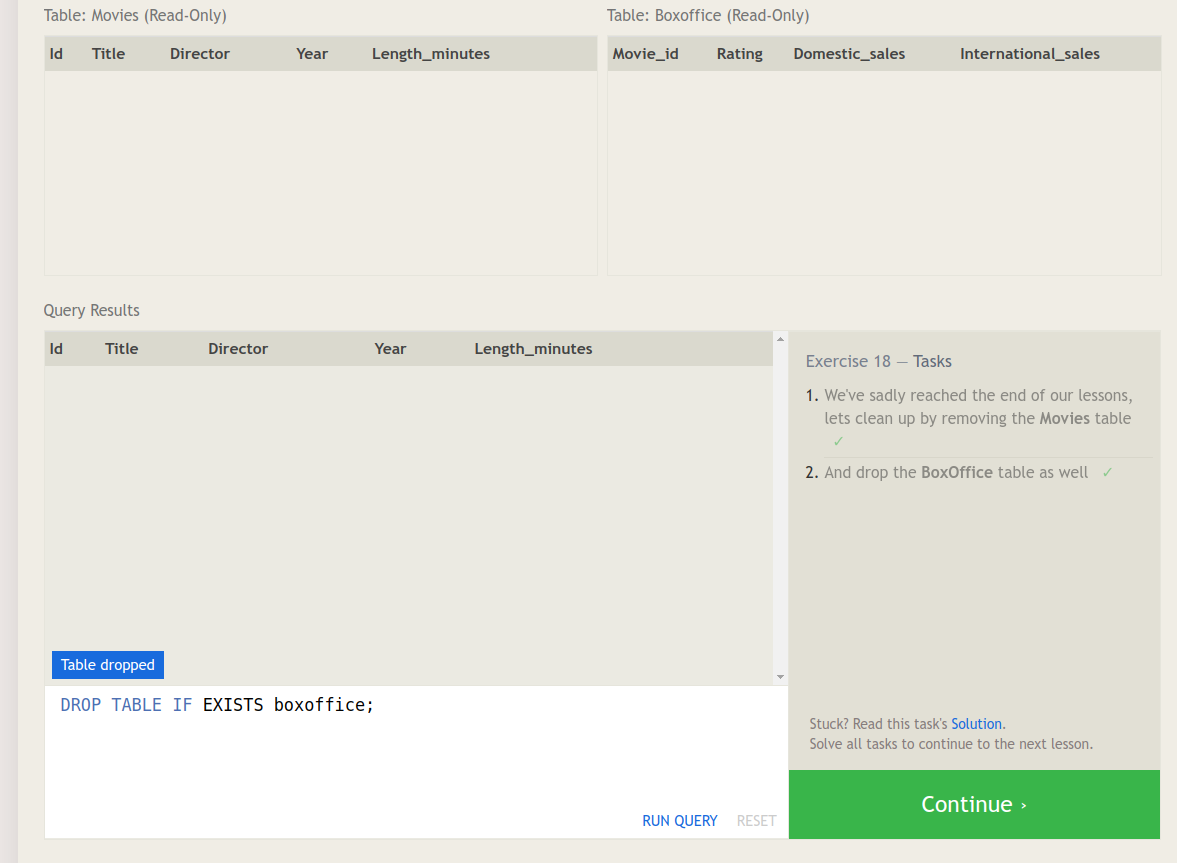 Table: Movies (Read-Only)
Id Title Director Year Length_minutes
Table: Boxoffice (Read-Only)
Movie_id Rating Domestic_sales International_sales
Query Results
Id Title Director Year Length_minutes
Table dropped
DROP TABLE IF EXISTS boxoffice;
RUN QUERY RESET
Exercise 18 — Tasks
1. We've sadly reached the end of our lessons,
lets clean up by removing the Movies table
✓
2. And drop the BoxOffice table as well ✓
Stuck? Read this task's Solution.
Solve all tasks to continue to the next lesson.
Continue ›